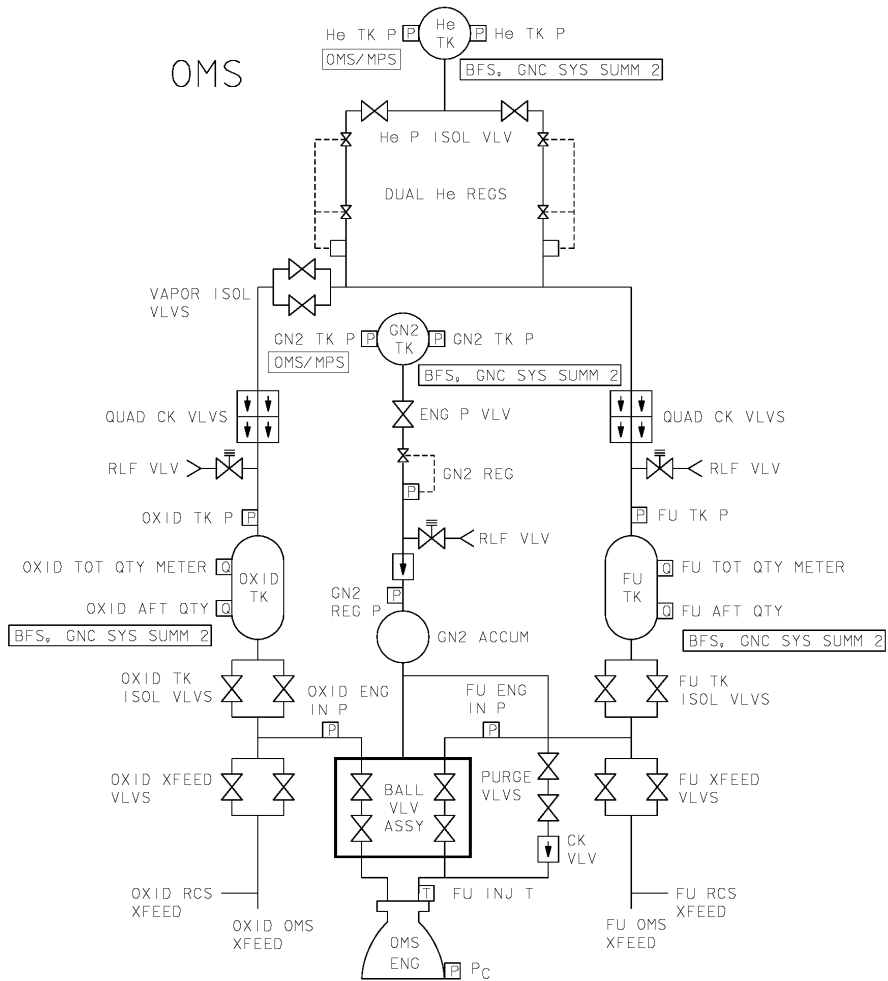 He TK P
P
He
TK
P
He TK P
OMS/MPS
BFS, GNC SYS SUMM 2
OMS
He P ISOL VLV
DUAL He REGS
VAPOR ISOL
VLVS
GN2 TK P
P
GN2
TK
P
GN2 TK P
OMS/MPS
BFS, GNC SYS SUMM 2
QUAD CK VLVS
ENG P VLV
QUAD CK VLVS
RLF VLV
GN2 REG
P
RLF VLV
OXID TK P
P
RLF VLV
P
FU TK P
OXID TOT QTY METER
Q
OXID
TK
OXID AFT QTY
Q
BFS, GNC SYS SUMM 2
GN2
REG P
P
GN2 ACCUM
FU
TK
Q
FU TOT QTY METER
Q
FU AFT QTY
BFS, GNC SYS SUMM 2
OXID TK
ISOL VLVS
OXID ENG
IN P
P
FU ENG
IN P
P
FU TK
ISOL VLVS
OXID XFEED
VLVS
BALL
VLV
ASSY
PURGE
VLVS
FU XFEED
VLVS
CK
VLV
OXID RCS
XFEED
OXID OMS
XFEED
T
FU INJ T
FU RCS
XFEED
FU OMS
XFEED
OMS
ENG
P
PC